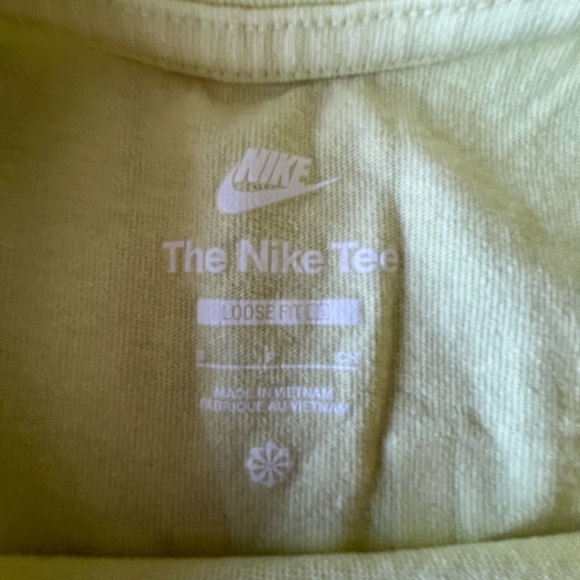 NIKE
The Nike Tee
LOOSE FIT
MADE IN VIETNAM
FABRIQUE AU VIETNAM